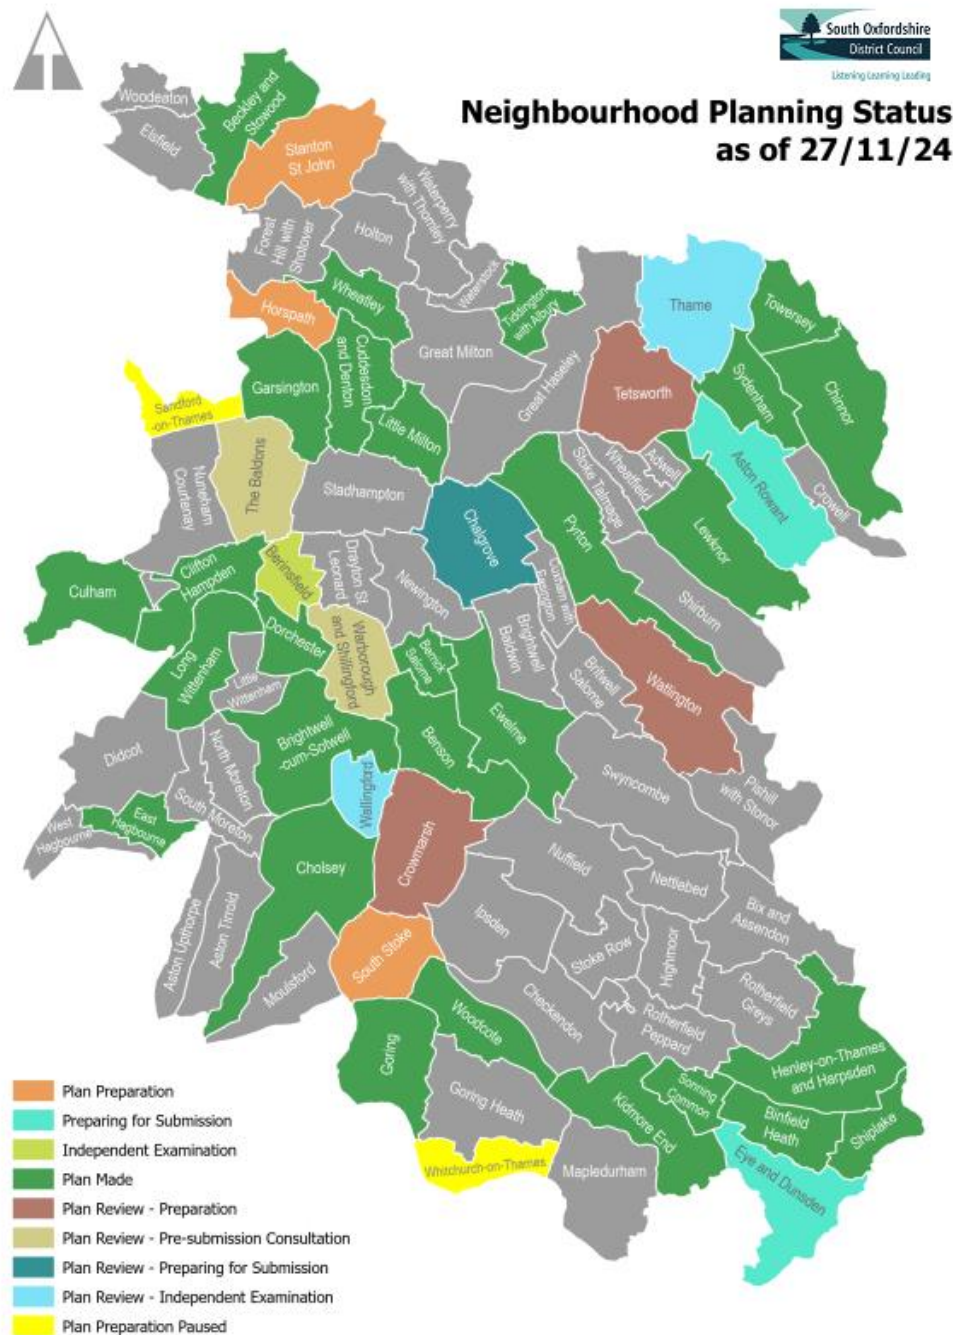 South Oxfordshire
District Council
Listening Learning Leading
Neighbourhood Planning Status
as of 27/11/24
Woodeaton
Elsfield
Beckley and
Stowood
Stanton
St John
Forest
Hill with
Shotover
Holton
Waterperry
with Thomley
Waterstock
Tiddington
with Albury
Thame
Towersey
Horspath
Wheatley
Cuddesdon
and Denton
Great Milton
Great Haseley
Tetsworth
Sydenham
Chinnor
Garsington
Little Milton
Sandford
-on-Thames
The Baldons
Nuneham
Courtenay
Stadhampton
Chalgrove
Stoke Talmage
Wheatfield
Adwell
Aston Rowant
Crowell
Pyrton
Lewknor
Culham
Clifton
Hampden
Berinsfield
Drayton St
Leonard
Newington
Cuxham with
Easington
Shirburn
Dorchester
Warborough
and Shillingford
Berrick
Salome
Brightwell
Baldwin
Britwell
Salome
Watlington
Long
Wittenham
Little
Wittenham
Brightwell
-cum-Sotwell
Benson
Ewelme
Didcot
North Moreton
South Moreton
Wallingford
Swyncombe
Pishill
with Stonor
West
Hagbourne
East
Hagbourne
Cholsey
Crowmarsh
Nuffield
Nettlebed
Bix and
Assendon
Aston Upthorpe
Aston Tirrold
Moulsford
South Stoke
Ipsden
Stoke Row
Highmoor
Checkendon
Rotherfield
Greys
Rotherfield
Peppard
Goring
Woodcote
Henley-on-Thames
and Harpsden
Goring Heath
Kidmore End
Sonning
Common
Binfield
Heath
Shiplake
Whitchurch-on-Thames
Mapledurham
Eye and Dunsden
Plan Preparation
Preparing for Submission
Independent Examination
Plan Made
Plan Review - Preparation
Plan Review - Pre-submission Consultation
Plan Review - Preparing for Submission
Plan Review - Independent Examination
Plan Preparation Paused